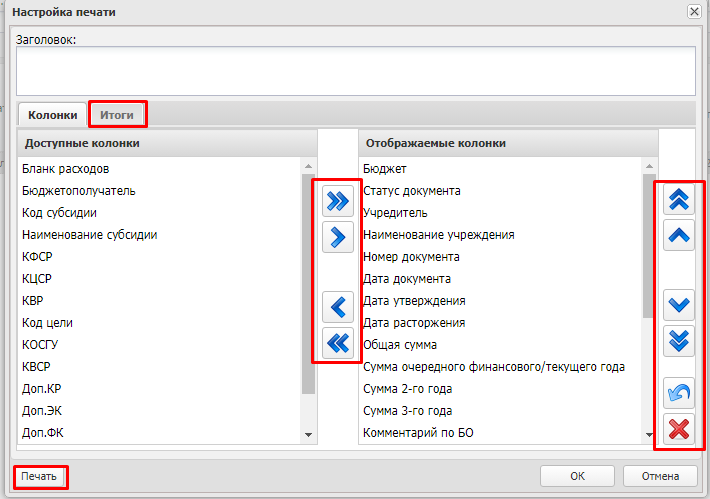 Настройка печати
Заголовок:
Колонки
Итоги
Доступные колонки
Бланк расходов
Бюджетополучатель
Код субсидии
Наименование субсидии
КФСР
КЦСР
КВР
Код цели
КОСГУ
КВСР
Доп.КР
Доп.ЭК
Доп.ФК
Отображаемые колонки
Бюджет
Статус документа
Учредитель
Наименование учреждения
Номер документа
Дата документа
Дата утверждения
Дата расторжения
Общая сумма
Сумма очередного финансового/текущего года
Сумма 2-го года
Сумма 3-го года
Комментарий по БО
Печать
ОК
Отмена